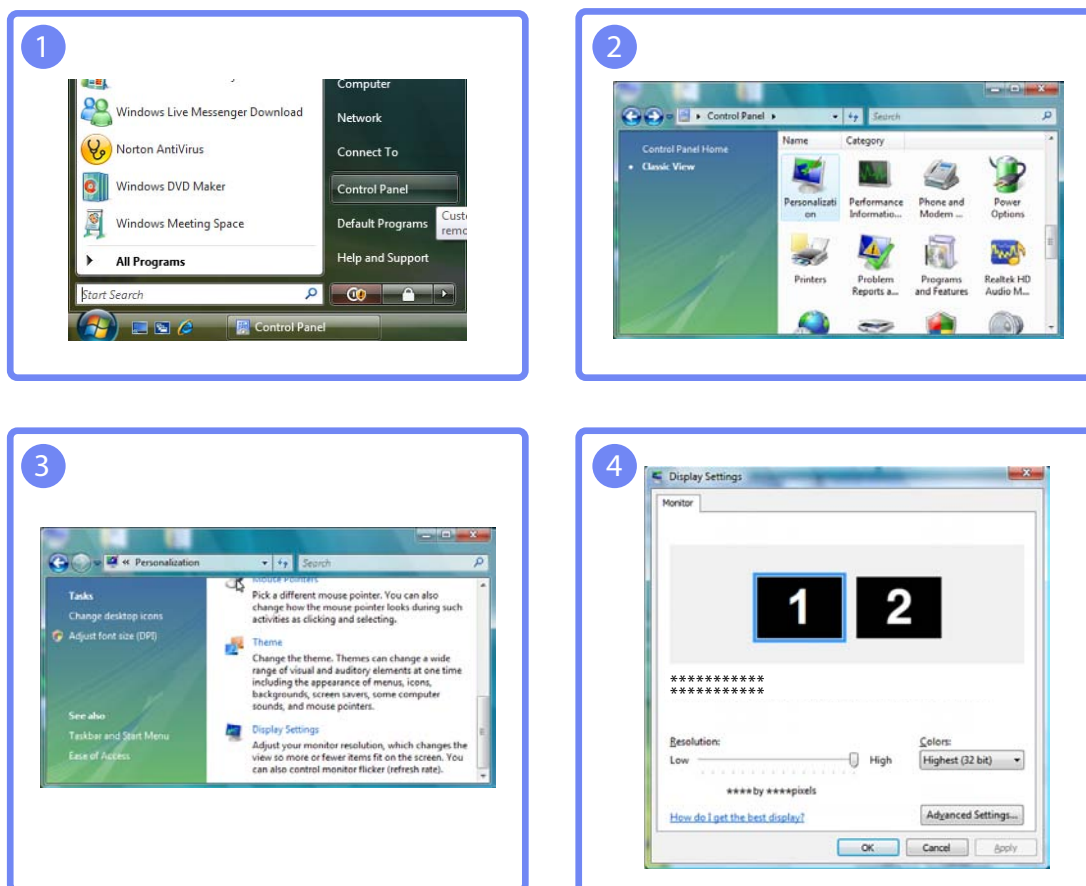 1
Computer
Windows Live Messenger Download
Network
Norton AntiVirus
Connect To
Windows DVD Maker
Control Panel
Windows Meeting Space
Default Programs
Help and Support
All Programs
Start Search
Control Panel
2
Control Panel
Search
Control Panel Home
Classic View
Name Category
Personalizati
on
Performance
Informatio...
Phone and
Modem ...
Power
Options
Printers
Problem
Reports a...
Programs
and Features
Realtek HD
Audio M...
3
« Personalization
Search
Tasks
Change desktop icons
Adjust font size (DPI)
See also
Taskbar and Start Menu
Ease of Access
Mouse Pointers
Pick a different mouse pointer. You can also
change how the mouse pointer looks during such
activities as clicking and selecting.
Theme
Change the theme. Themes can change a wide
range of visual and auditory elements at one time
including the appearance of menus, icons,
backgrounds, screen savers, some computer
sounds, and mouse pointers.
Display Settings
Adjust your monitor resolution, which changes the
view so more or fewer items fit on the screen. You
can also control monitor flicker (refresh rate).
4
Display Settings
Monitor
1 2
***********
***********
Resolution:
Low High
****by ****pixels
Colors:
Highest (32 bit)
How do I get the best display?
Advanced Settings...
OK Cancel Apply